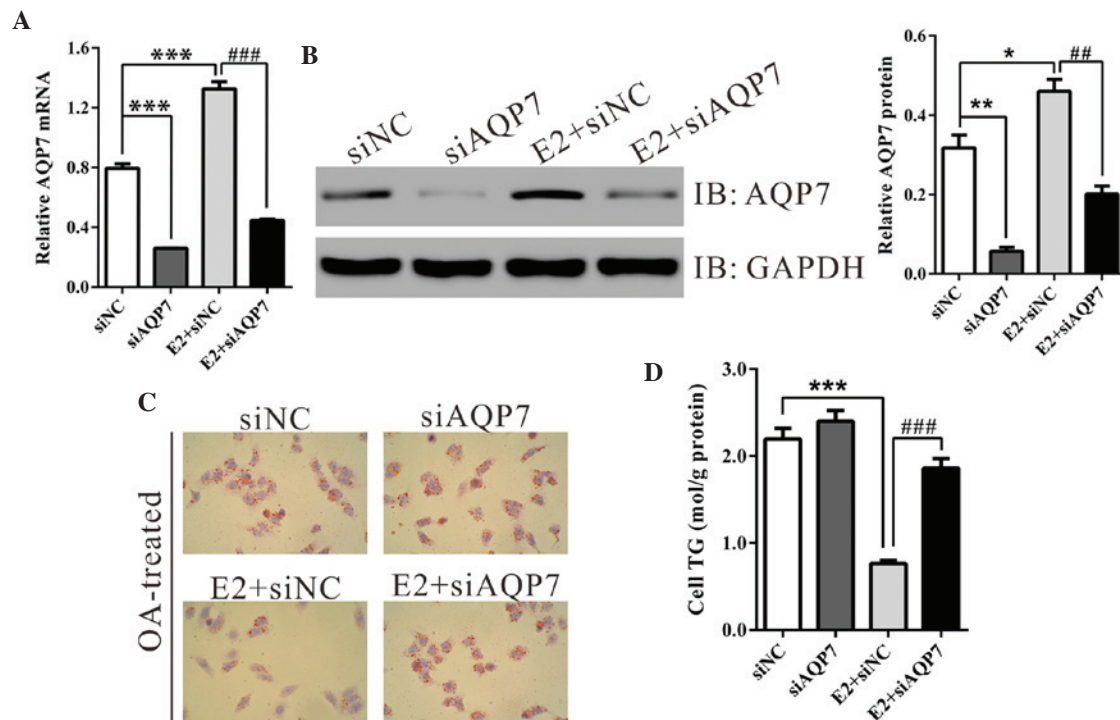 A
Relative AQP7 mRNA
1.6
1.2
0.8
0.4
0.0
***
***
###
siNC
siAQP7
E2+siNC
E2+siAQP7
B
siNC
siAQP7
E2+siNC
E2+siAQP7
IB: AQP7
IB: GAPDH
Relative AQP7 protein
0.6
0.4
0.2
0.0
*
**
##
siNC
siAQP7
E2+siNC
E2+siAQP7
C
OA-treated
siNC
siAQP7
E2+siNC
E2+siAQP7
D
Cell TG (mol/g protein)
3.0
2.0
1.0
0.0
***
###
siNC
siAQP7
E2+siNC
E2+siAQP7